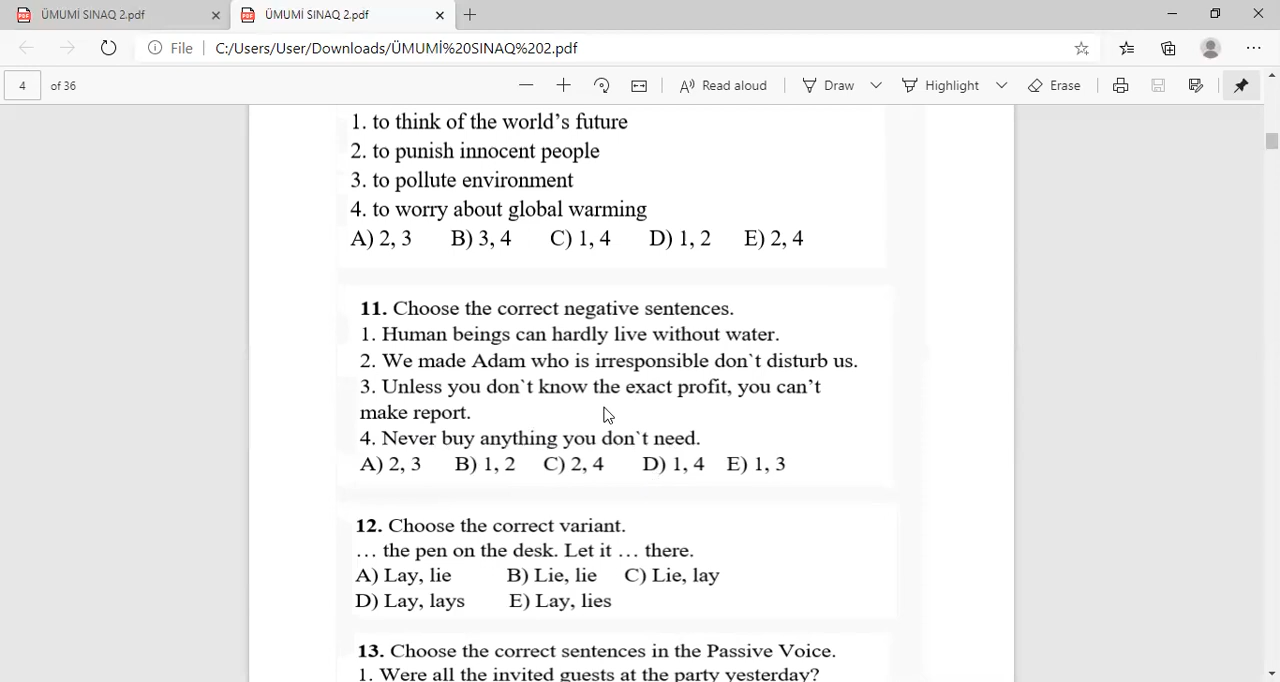 ÜMUMİ SINAQ 2.pdf
ÜMUMİ SINAQ 2.pdf
File
C:/Users/User/Downloads/ÜMUMİ%20SINAQ%202.pdf
4 of 36
Read aloud
Draw
Highlight
Erase
1. to think of the world's future
2. to punish innocent people
3. to pollute environment
4. to worry about global warming
A) 2, 3 B) 3, 4 C) 1, 4 D) 1, 2 E) 2, 4
11. Choose the correct negative sentences.
1. Human beings can hardly live without water.
2. We made Adam who is irresponsible don`t disturb us.
3. Unless you don`t know the exact profit, you can't
make report.
4. Never buy anything you don`t need.
A) 2, 3 B) 1, 2 C) 2, 4 D) 1, 4 E) 1, 3
12. Choose the correct variant.
… the pen on the desk. Let it … there.
A) Lay, lie B) Lie, lie C) Lie, lay
D) Lay, lays E) Lay, lies
13. Choose the correct sentences in the Passive Voice.
1. Were all the invited guests at the party yesterday?